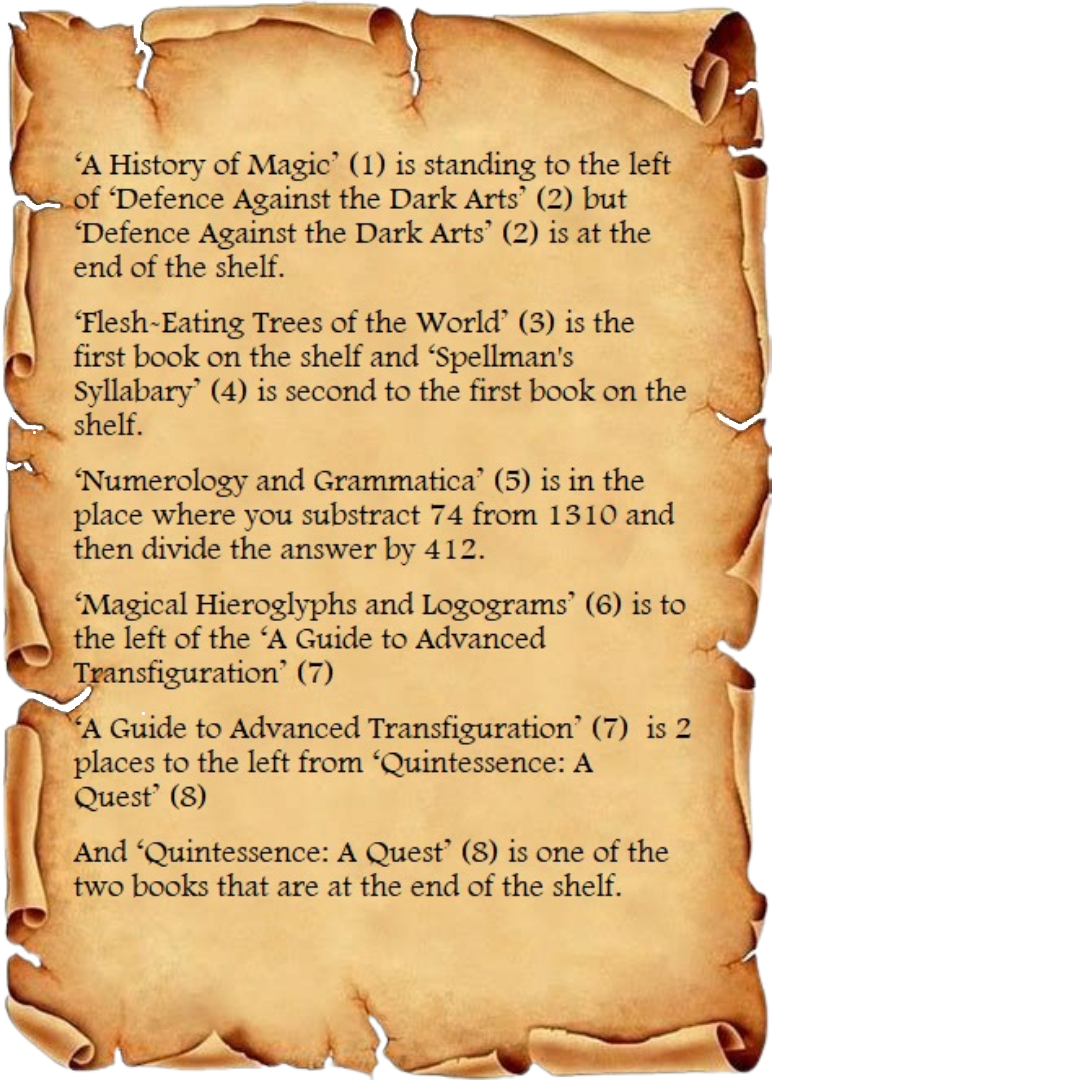 ‘A History of Magic’ (1) is standing to the left
of ‘Defence Against the Dark Arts’ (2) but
‘Defence Against the Dark Arts’ (2) is at the
end of the shelf.
‘Flesh-Eating Trees of the World’ (3) is the
first book on the shelf and ‘Spellman's
Syllabary’ (4) is second to the first book on the
shelf.
‘Numerology and Grammatica’ (5) is in the
place where you substract 74 from 1310 and
then divide the answer by 412.
‘Magical Hieroglyphs and Logograms’ (6) is to
the left of the ‘A Guide to Advanced
Transfiguration’ (7)
‘A Guide to Advanced Transfiguration’ (7) is 2
places to the left from ‘Quintessence: A
Quest’ (8)
And ‘Quintessence: A Quest’ (8) is one of the
two books that are at the end of the shelf.